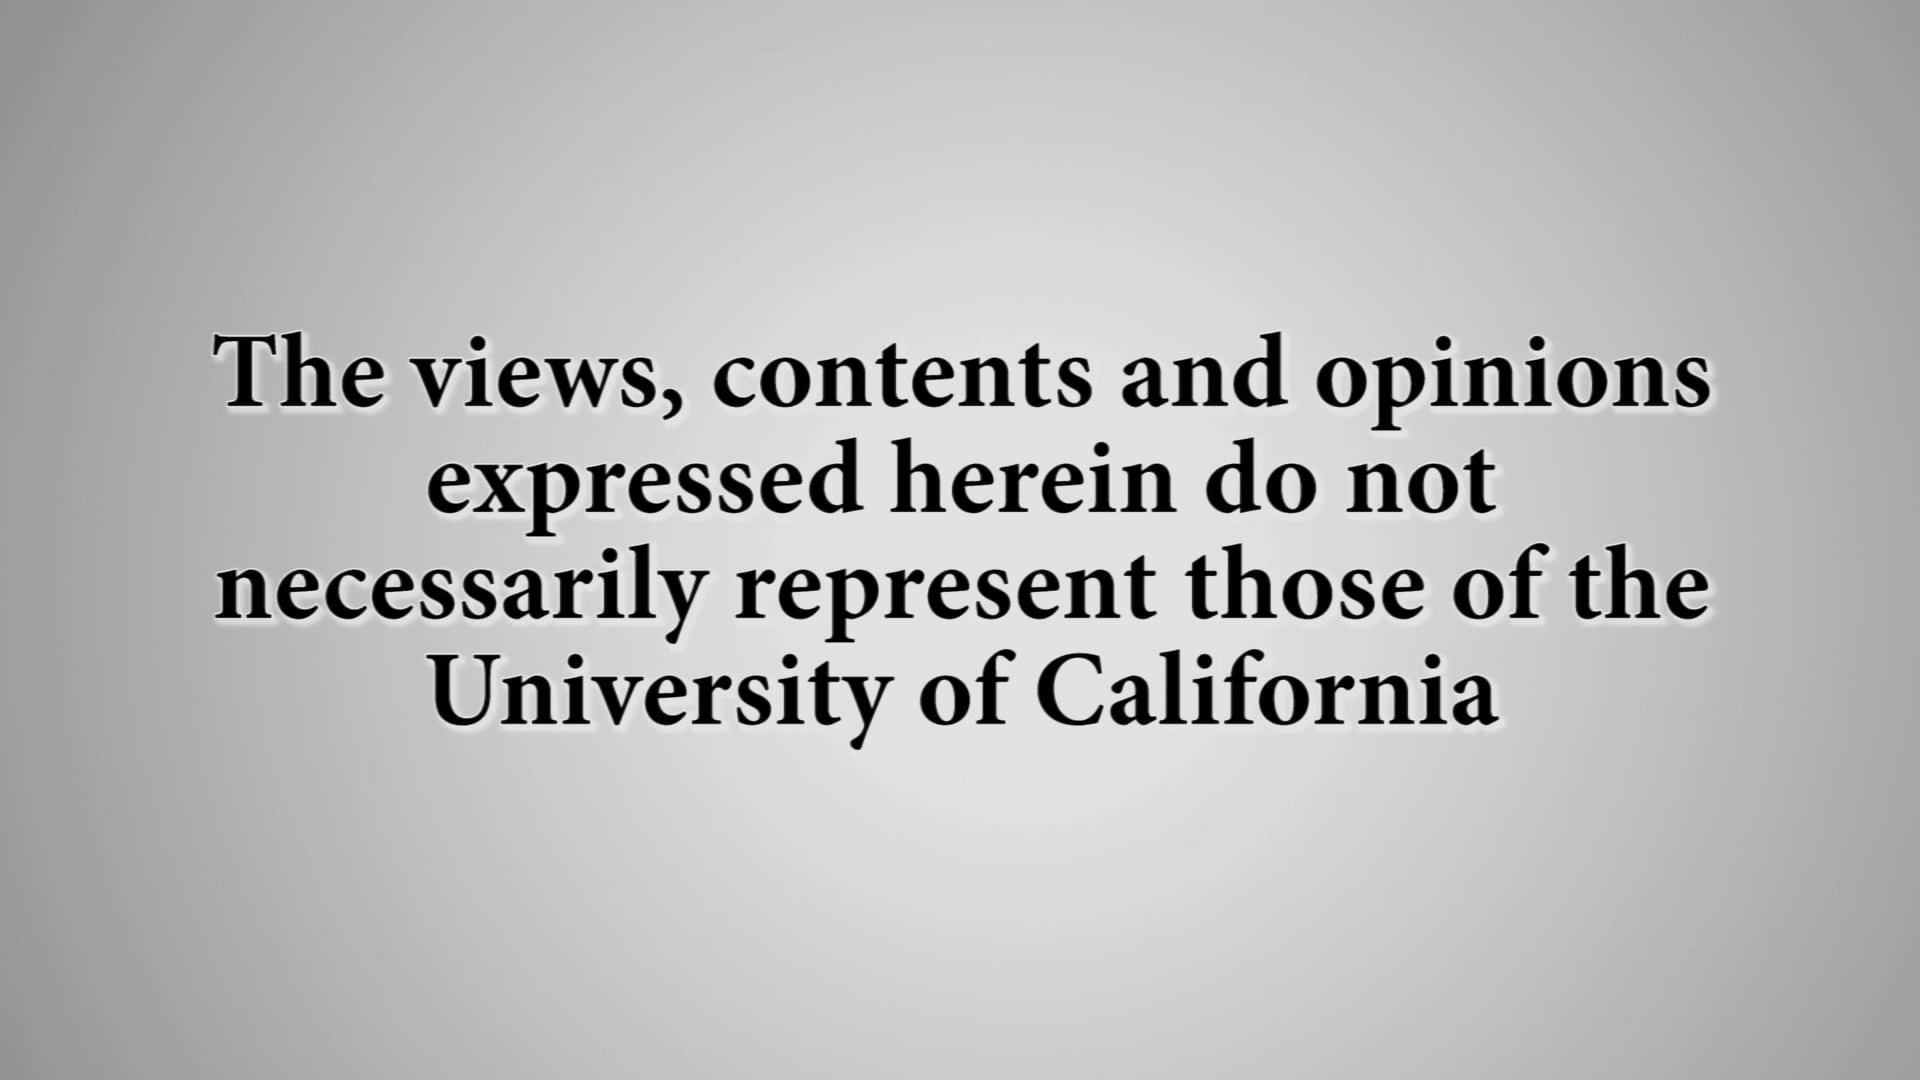 The views, contents and opinions
expressed herein do not
necessarily represent those of the
University of California